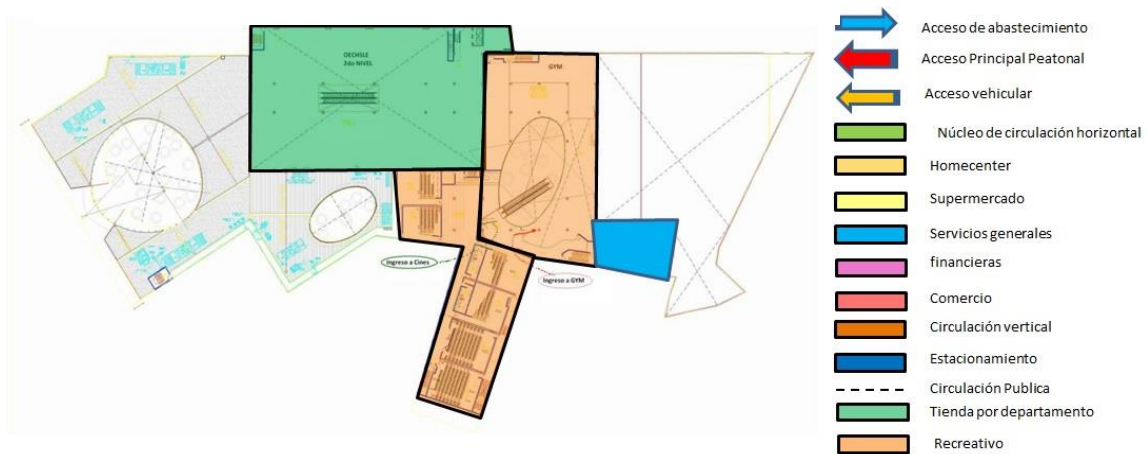 OECHSLE
2do NIVEL
GYM
Ingreso a Cines
Ingreso a GYM
Acceso de abastecimiento
Acceso Principal Peatonal
Acceso vehicular
Núcleo de circulación horizontal
Homecenter
Supermercado
Servicios generales
financieras
Comercio
Circulación vertical
Estacionamiento
Circulación Publica
Tienda por departamento
Recreativo